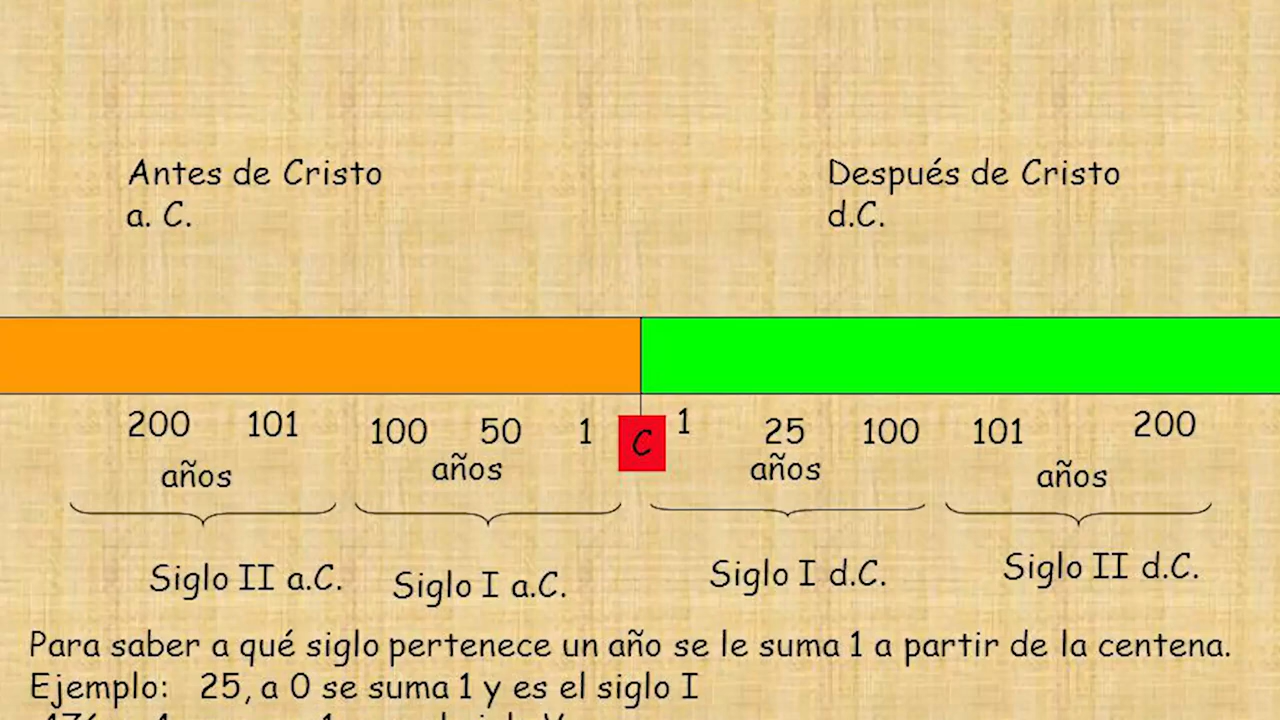 Antes de Cristo
a. C.
Después de Cristo
d.C.
200 101 100 50 1 C 1 25 100 101 200
años años años años
Siglo II a.C. Siglo I a.C. Siglo I d.C. Siglo II d.C.
Para saber a qué siglo pertenece un año se le suma 1 a partir de la centena.
Ejemplo: 25, a 0 se suma 1 y es el siglo I